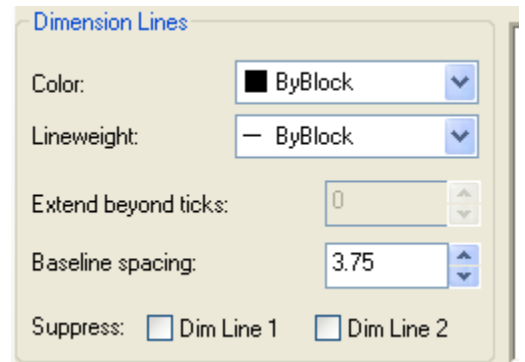 Dimension Lines
Color: ByBlock
Lineweight: ByBlock
Extend beyond ticks: 0
Baseline spacing: 3.75
Suppress: Dim Line 1 Dim Line 2